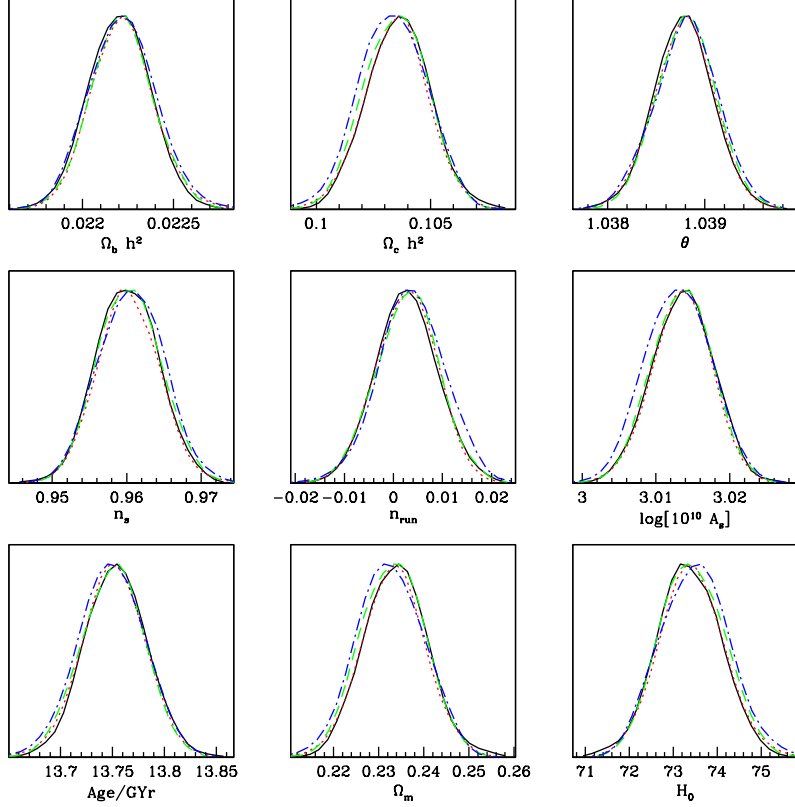 0.022 0.0225
Ω_b h²
0.1 0.105
Ω_c h²
1.038 1.039
θ
0.95 0.96 0.97
n_s
−0.02 −0.01 0 0.01 0.02
n_run
3 3.01 3.02
log[10¹⁰ A_s]
13.7 13.75 13.8 13.85
Age/GYr
0.22 0.23 0.24 0.25 0.26
Ω_m
71 72 73 74 75
H_0